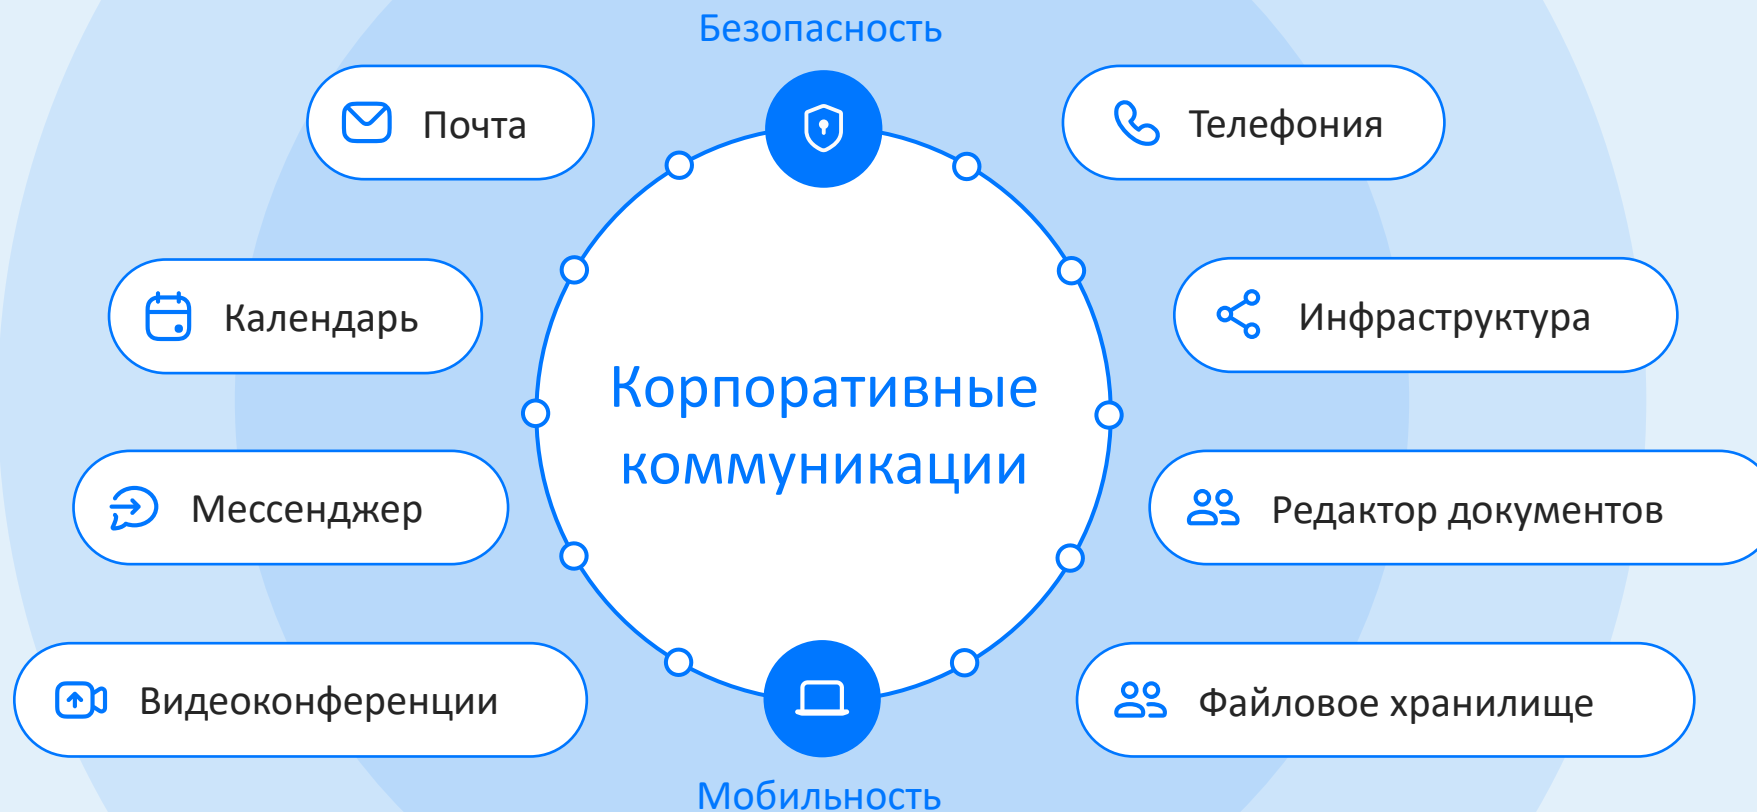 Безопасность
Почта
Телефония
Календарь
Инфраструктура
Корпоративные
коммуникации
Мессенджер
Редактор документов
Видеоконференции
Файловое хранилище
Мобильность